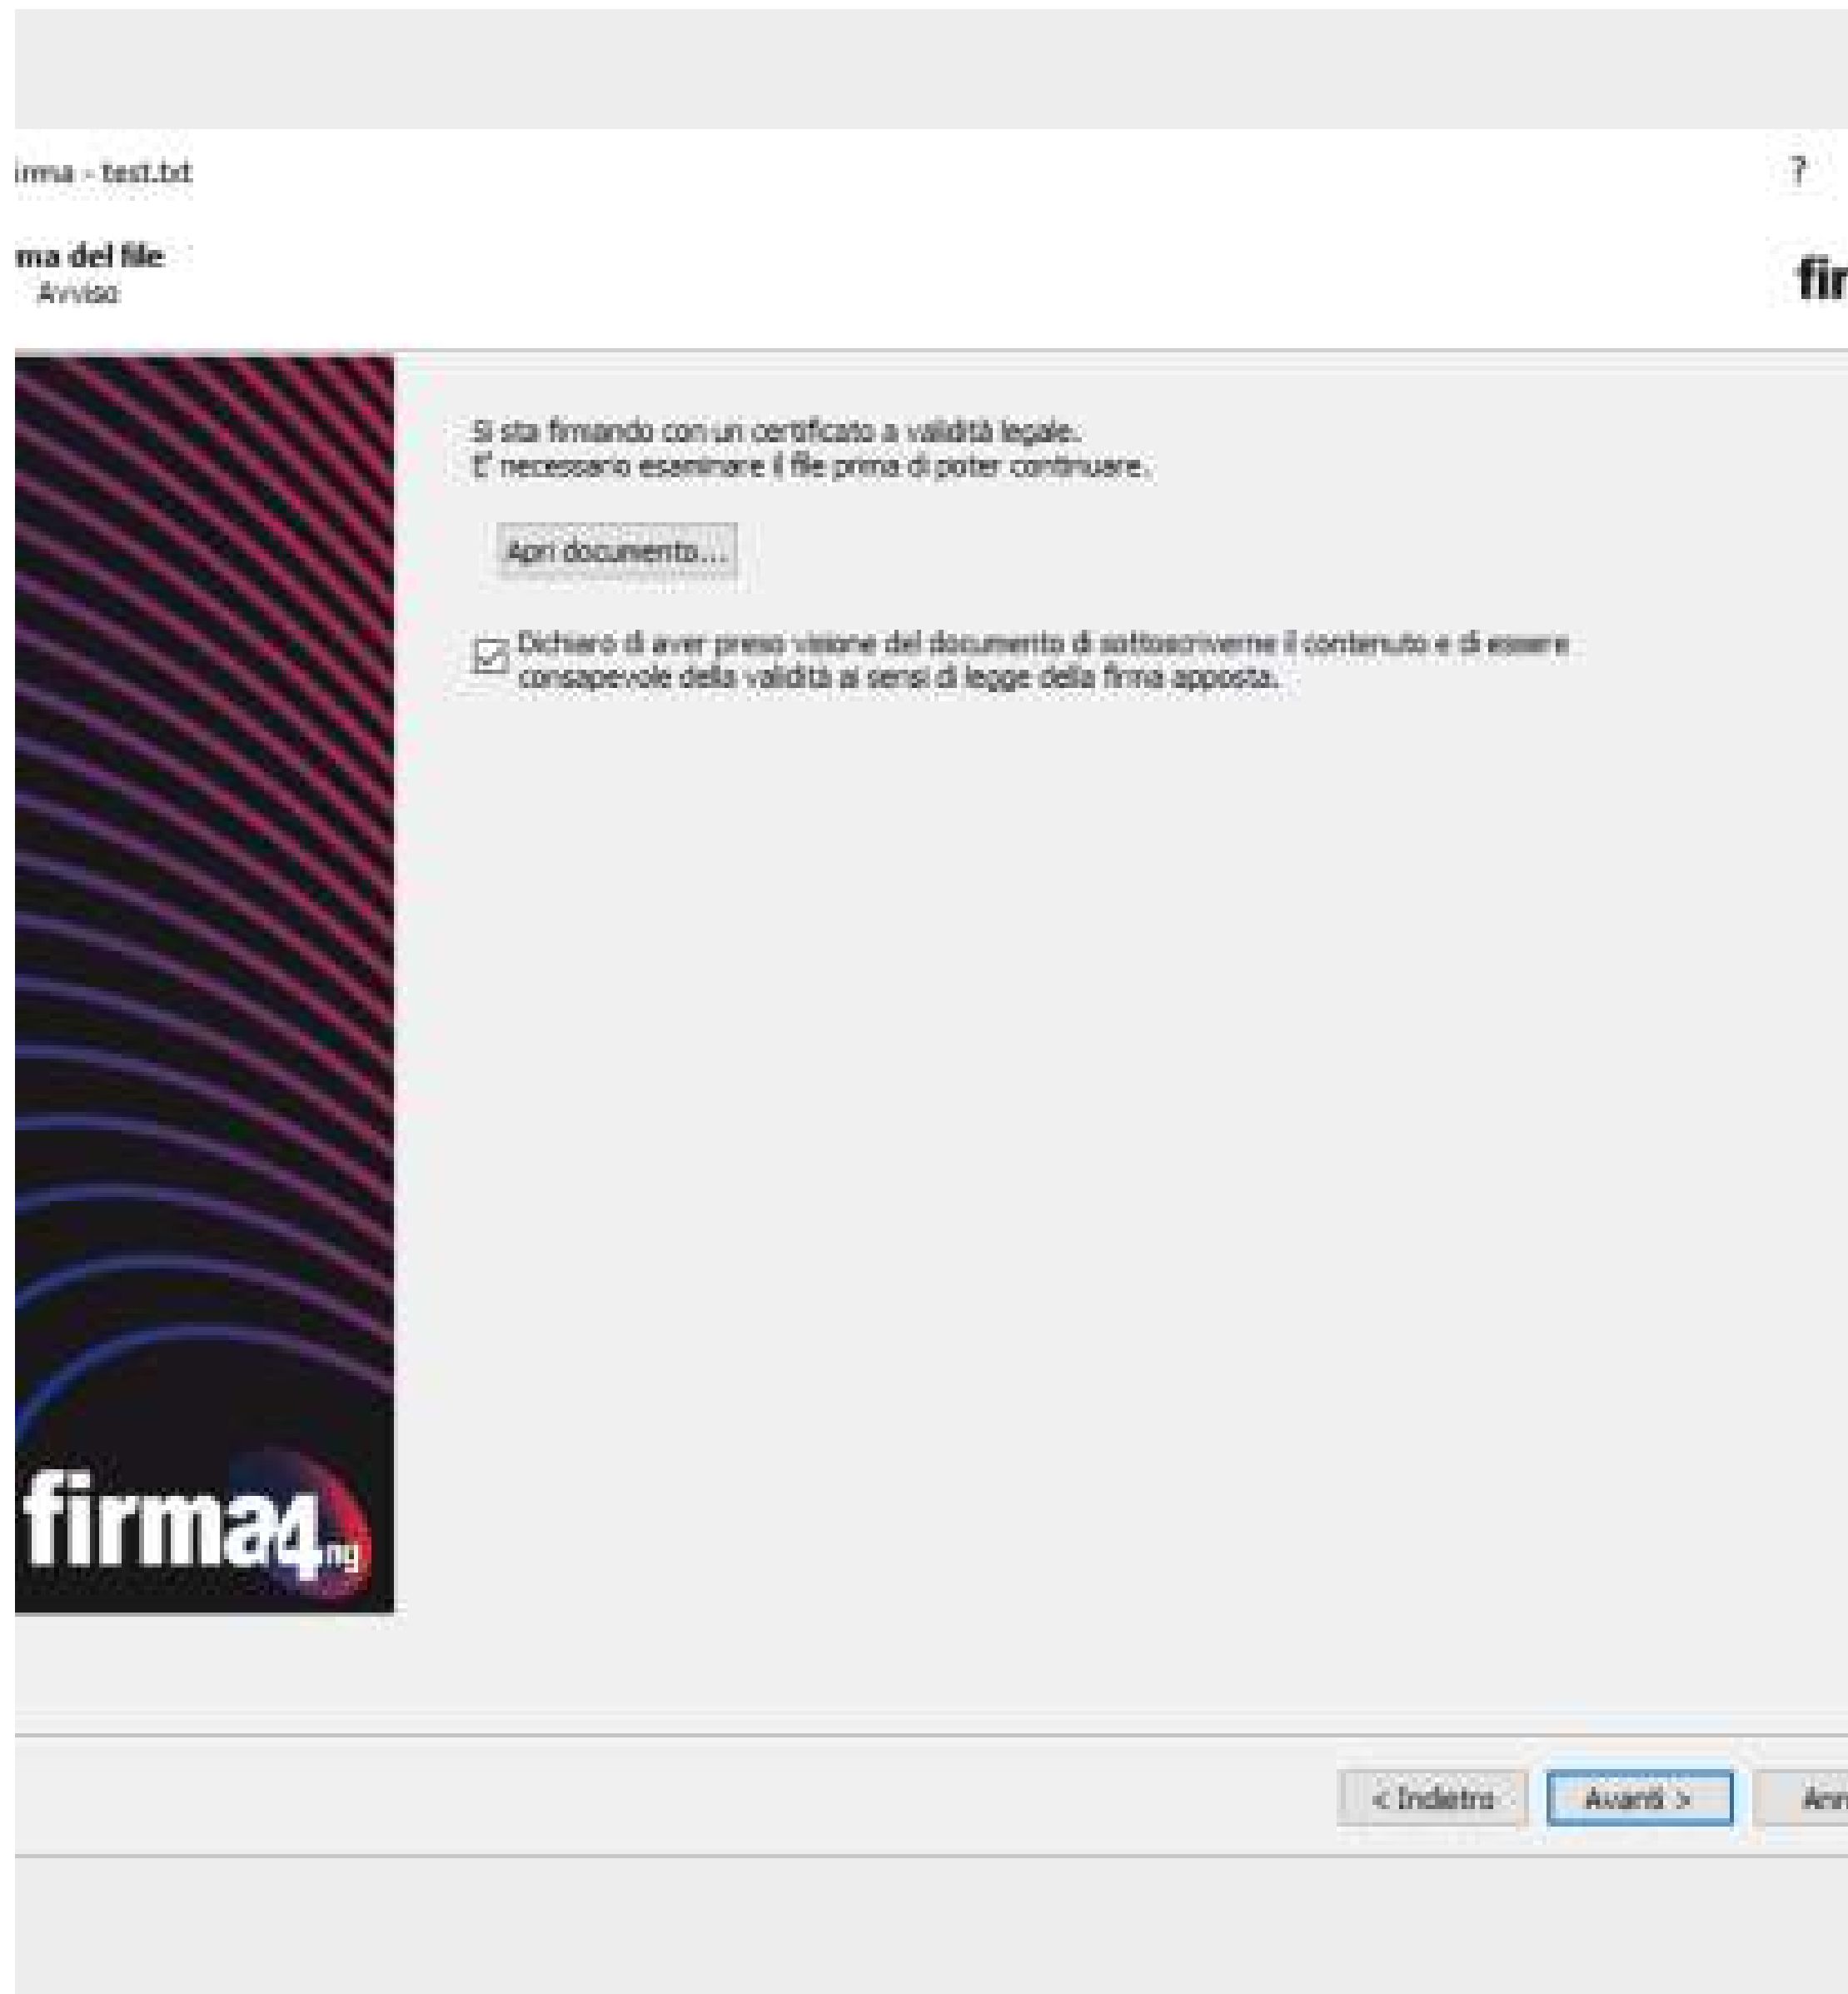 irma - test.txt
?
ma del file
fir
Avviso
Si sta firmando con un certificato a validità legale.
E' necessario esaminare il file prima di poter continuare.
Apri documento...
Dichiaro di aver preso visione del documento di sottoscriverne il contenuto e di essere
consapevole della validità ai sensi di legge della firma apposta.
firma4ng
< Indietro
Avanti >
Ann